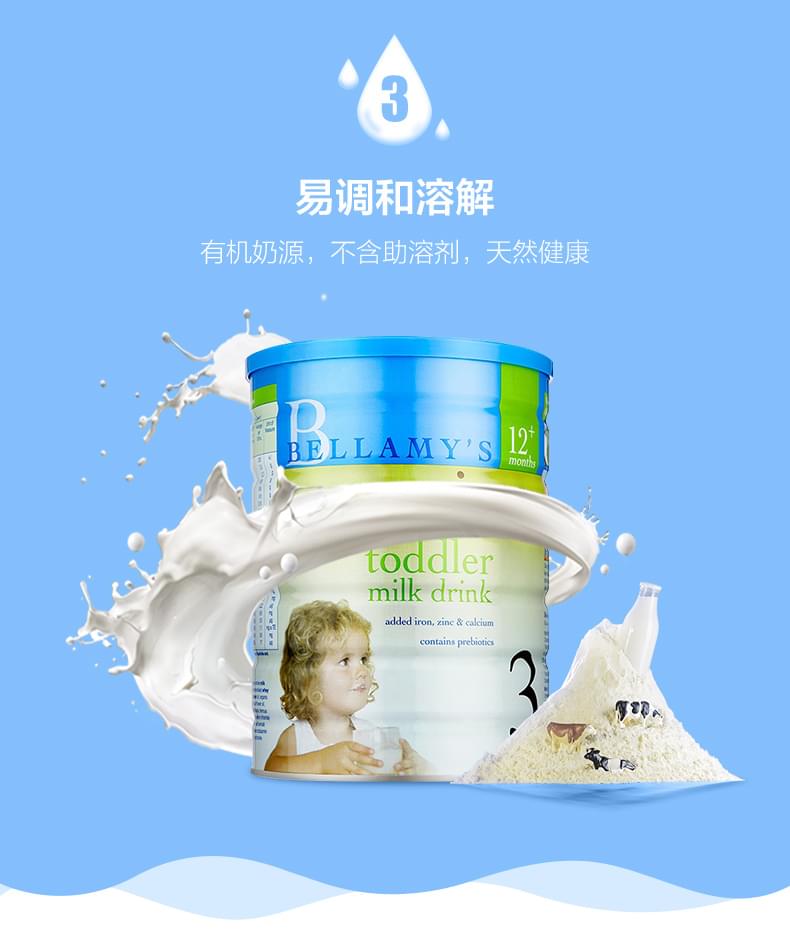 3
易调和溶解
有机奶源，不含助溶剂，天然健康
B
BELLAMY'S
12+
months
toddler
milk drink
added iron, zinc & calcium
contains prebiotics
3